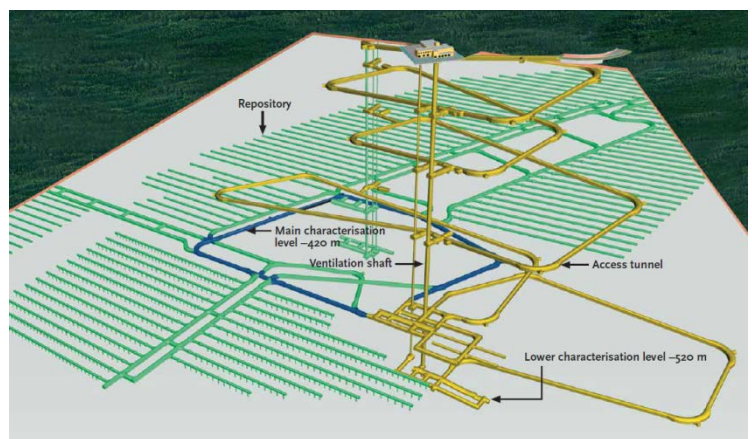 Repository
Main characterisation
level –420 m
Ventilation shaft
Access tunnel
Lower characterisation level –520 m